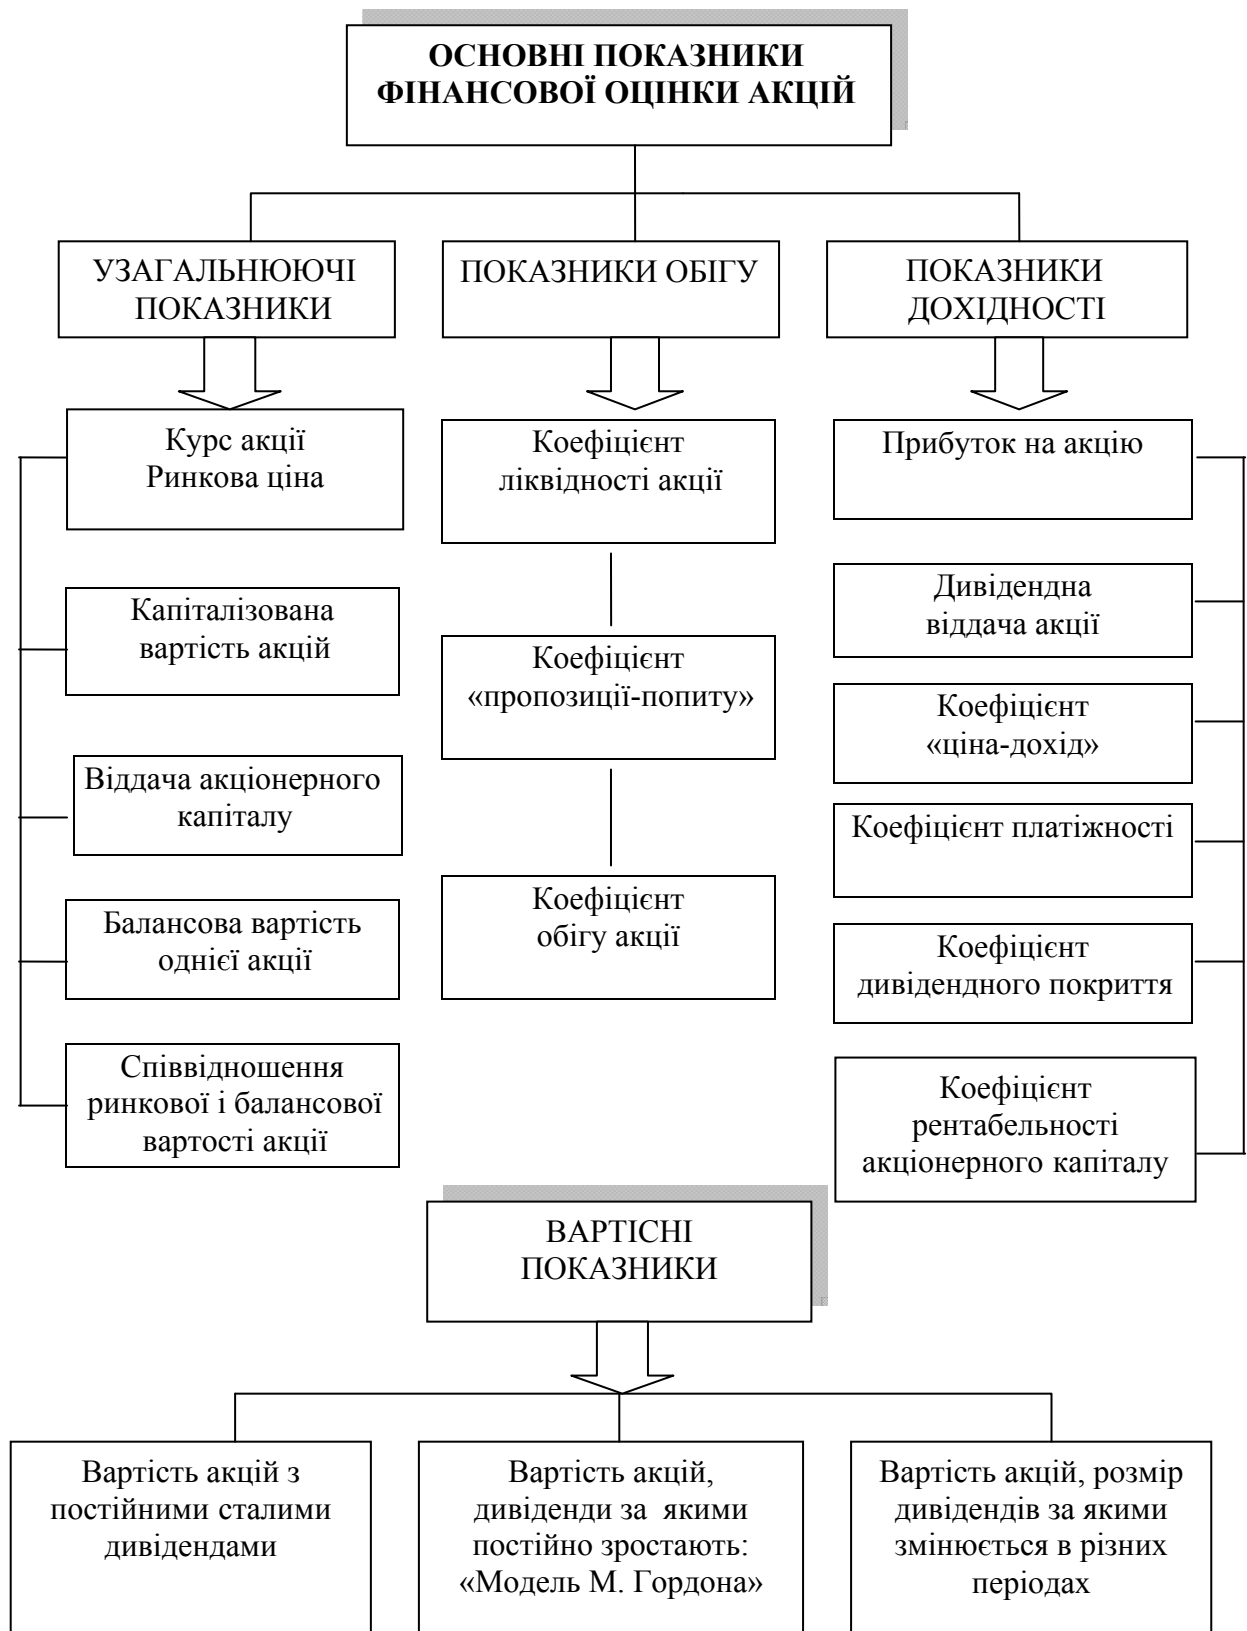 ОСНОВНІ ПОКАЗНИКИ
ФІНАНСОВОЇ ОЦІНКИ АКЦІЙ
УЗАГАЛЬНЮЮЧІ
ПОКАЗНИКИ
ПОКАЗНИКИ ОБІГУ
ПОКАЗНИКИ
ДОХІДНОСТІ
Курс акції
Ринкова ціна
Капіталізована
вартість акцій
Віддача акціонерного
капіталу
Балансова вартість
однієї акції
Співвідношення
ринкової і балансової
вартості акції
Коефіцієнт
ліквідності акції
Коефіцієнт
«пропозиції-попиту»
Коефіцієнт
обігу акції
Прибуток на акцію
Дивідендна
віддача акції
Коефіцієнт
«ціна-дохід»
Коефіцієнт платіжності
Коефіцієнт
дивідендного покриття
Коефіцієнт
рентабельності
акціонерного капіталу
ВАРТІСНІ
ПОКАЗНИКИ
Вартість акцій з
постійними сталими
дивідендами
Вартість акцій,
дивіденди за якими
постійно зростають:
«Модель М. Гордона»
Вартість акцій, розмір
дивідендів за якими
змінюється в різних
періодах